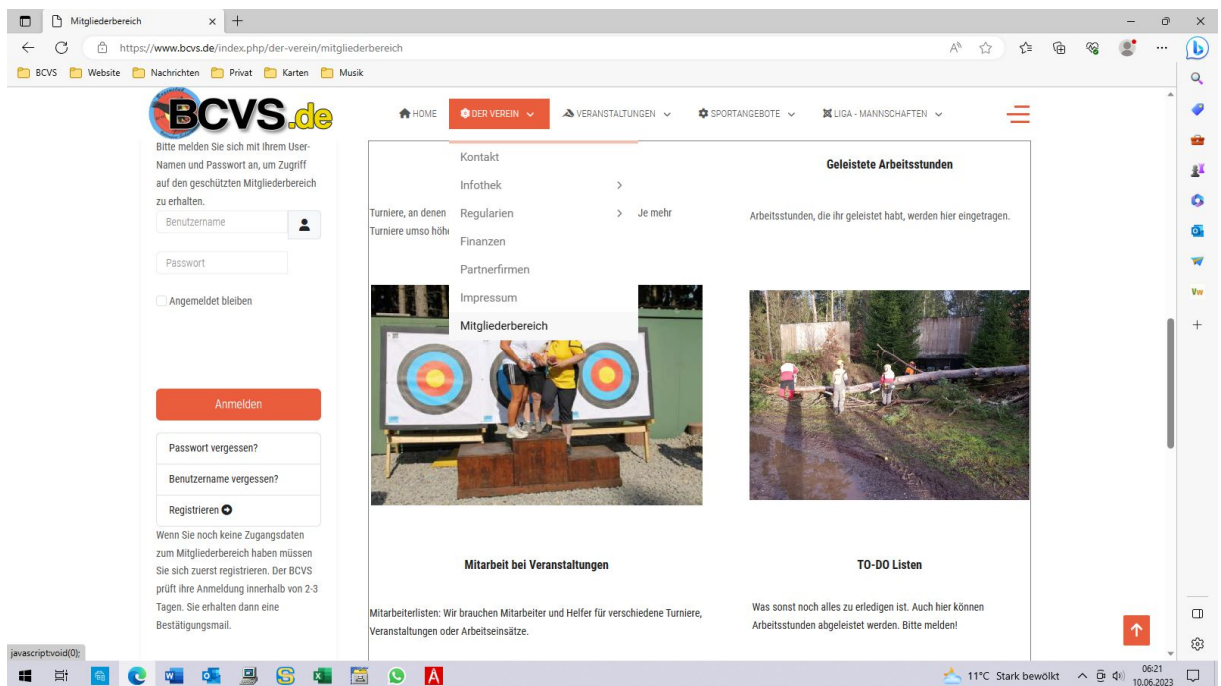 Mitgliederbereich
https://www.bcvs.de/index.php/der-verein/mitgliederbereich
BCVS Website Nachrichten Privat Karten Musik
BCVS.de
HOME DER VEREIN VERANSTALTUNGEN SPORTANGEBOTE LIGA - MANNSCHAFTEN
Bitte melden Sie sich mit Ihrem User-
Namen und Passwort an, um Zugriff
auf den geschützten Mitgliederbereich
zu erhalten.
Benutzername
Passwort
Angemeldet bleiben
Anmelden
Passwort vergessen?
Benutzername vergessen?
Registrieren
Wenn Sie noch keine Zugangsdaten
zum Mitgliederbereich haben müssen
Sie sich zuerst registrieren. Der BCVS
prüft ihre Anmeldung innerhalb von 2-3
Tagen. Sie erhalten dann eine
Bestätigungsmail.
Kontakt
Infothek
Regularien
Finanzen
Partnerfirmen
Impressum
Mitgliederbereich
Turniere, an denen Je mehr
Turniere umso höhe
Geleistete Arbeitsstunden
Arbeitsstunden, die ihr geleistet habt, werden hier eingetragen.
Mitarbeit bei Veranstaltungen
Mitarbeiterlisten: Wir brauchen Mitarbeiter und Helfer für verschiedene Turniere,
Veranstaltungen oder Arbeitseinsätze.
TO-DO Listen
Was sonst noch alles zu erledigen ist. Auch hier können
Arbeitsstunden abgeleistet werden. Bitte melden!
javascript:void(0);
11°C Stark bewölkt
06:21
10.06.2023